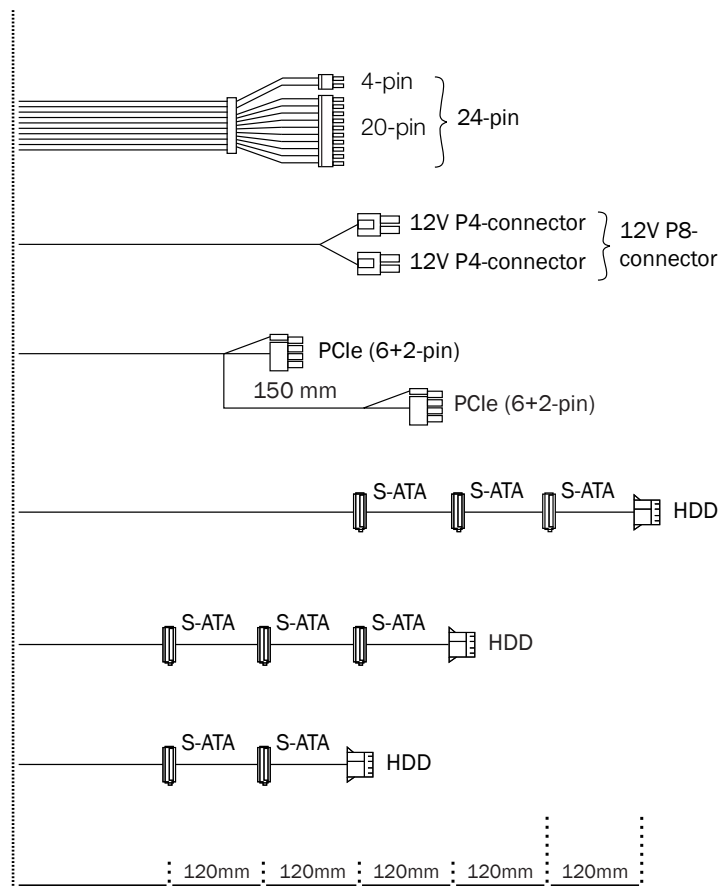 4-pin
20-pin
24-pin
12V P4-connector
12V P4-connector
12V P8-
connector
PCIe (6+2-pin)
150 mm
PCIe (6+2-pin)
S-ATA S-ATA S-ATA
HDD
S-ATA S-ATA S-ATA
HDD
S-ATA S-ATA
HDD
120mm 120mm 120mm 120mm 120mm